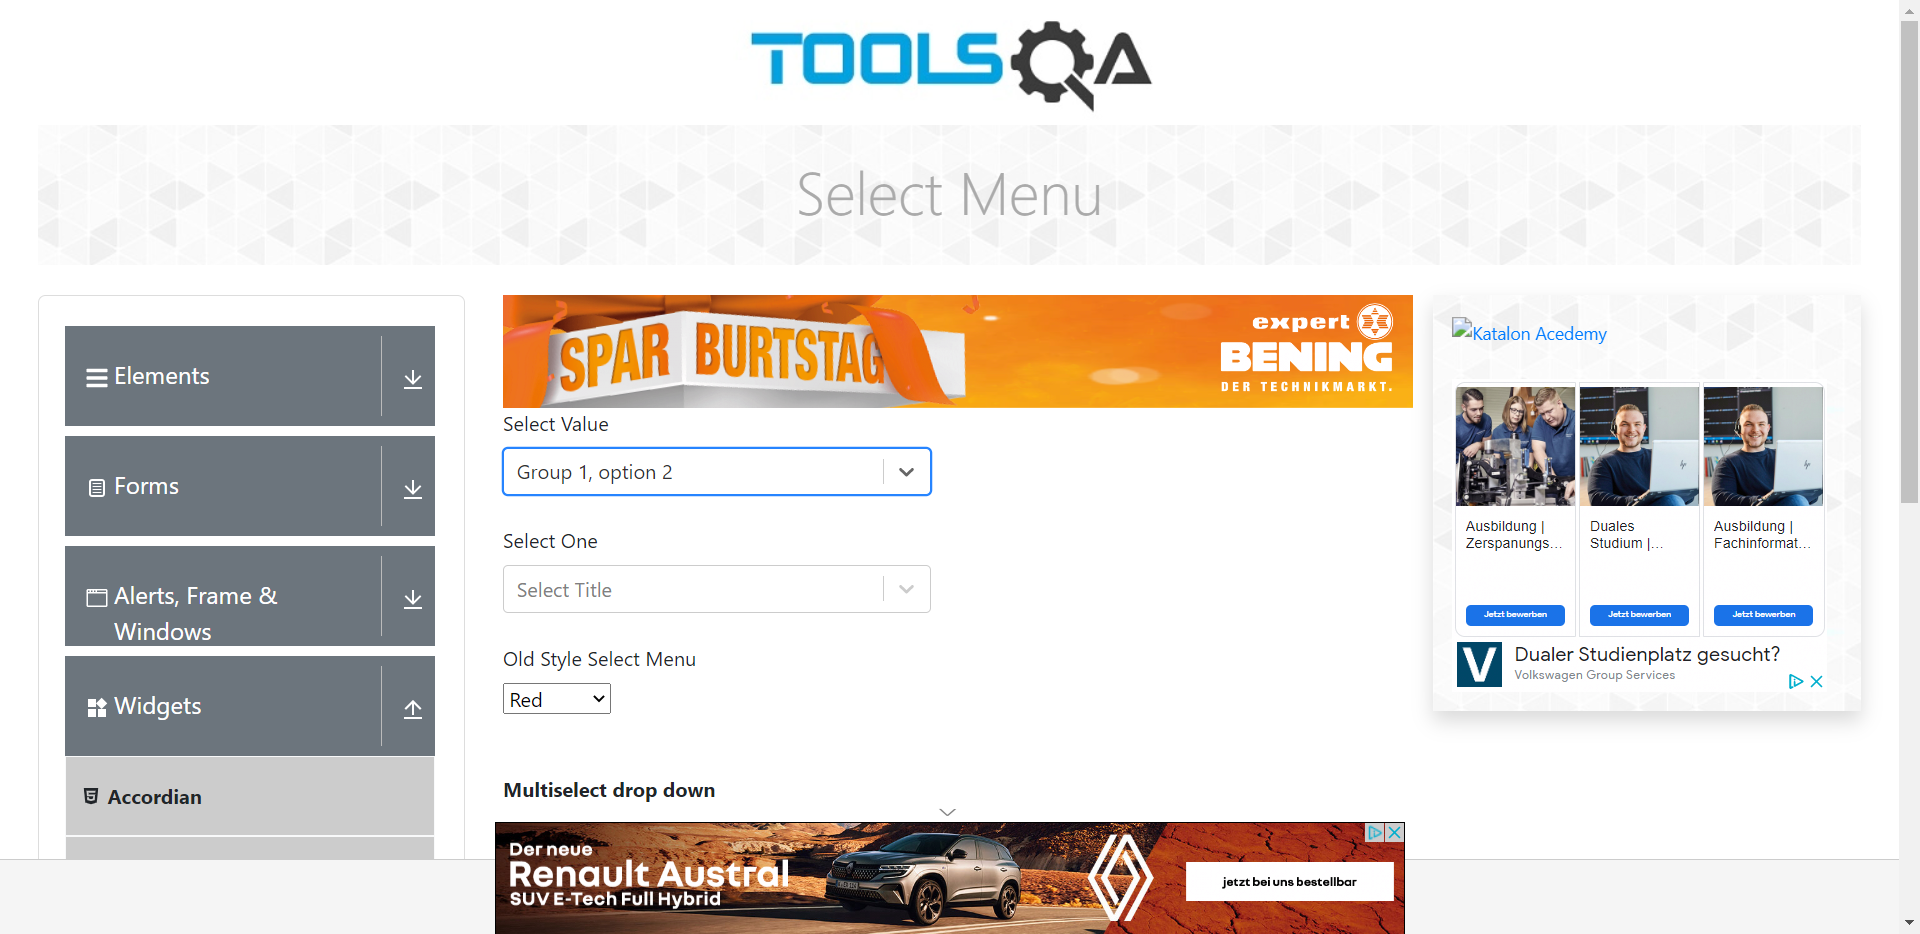 TOOLSQA
Select Menu
Elements
Forms
Alerts, Frame &
Windows
Widgets
Accordian
SPAR BURTSTAG
expert
BENING
DER TECHNIKMARKT.
Select Value
Group 1, option 2
Select One
Select Title
Old Style Select Menu
Red
Multiselect drop down
Der neue
Renault Austral
SUV E-Tech Full Hybrid
jetzt bei uns bestellbar
Katalon Acedemy
Ausbildung |
Zerspanungs...
Jetzt bewerben
Duales
Studium |...
Jetzt bewerben
Ausbildung |
Fachinformat...
Jetzt bewerben
Dualer Studienplatz gesucht?
Volkswagen Group Services